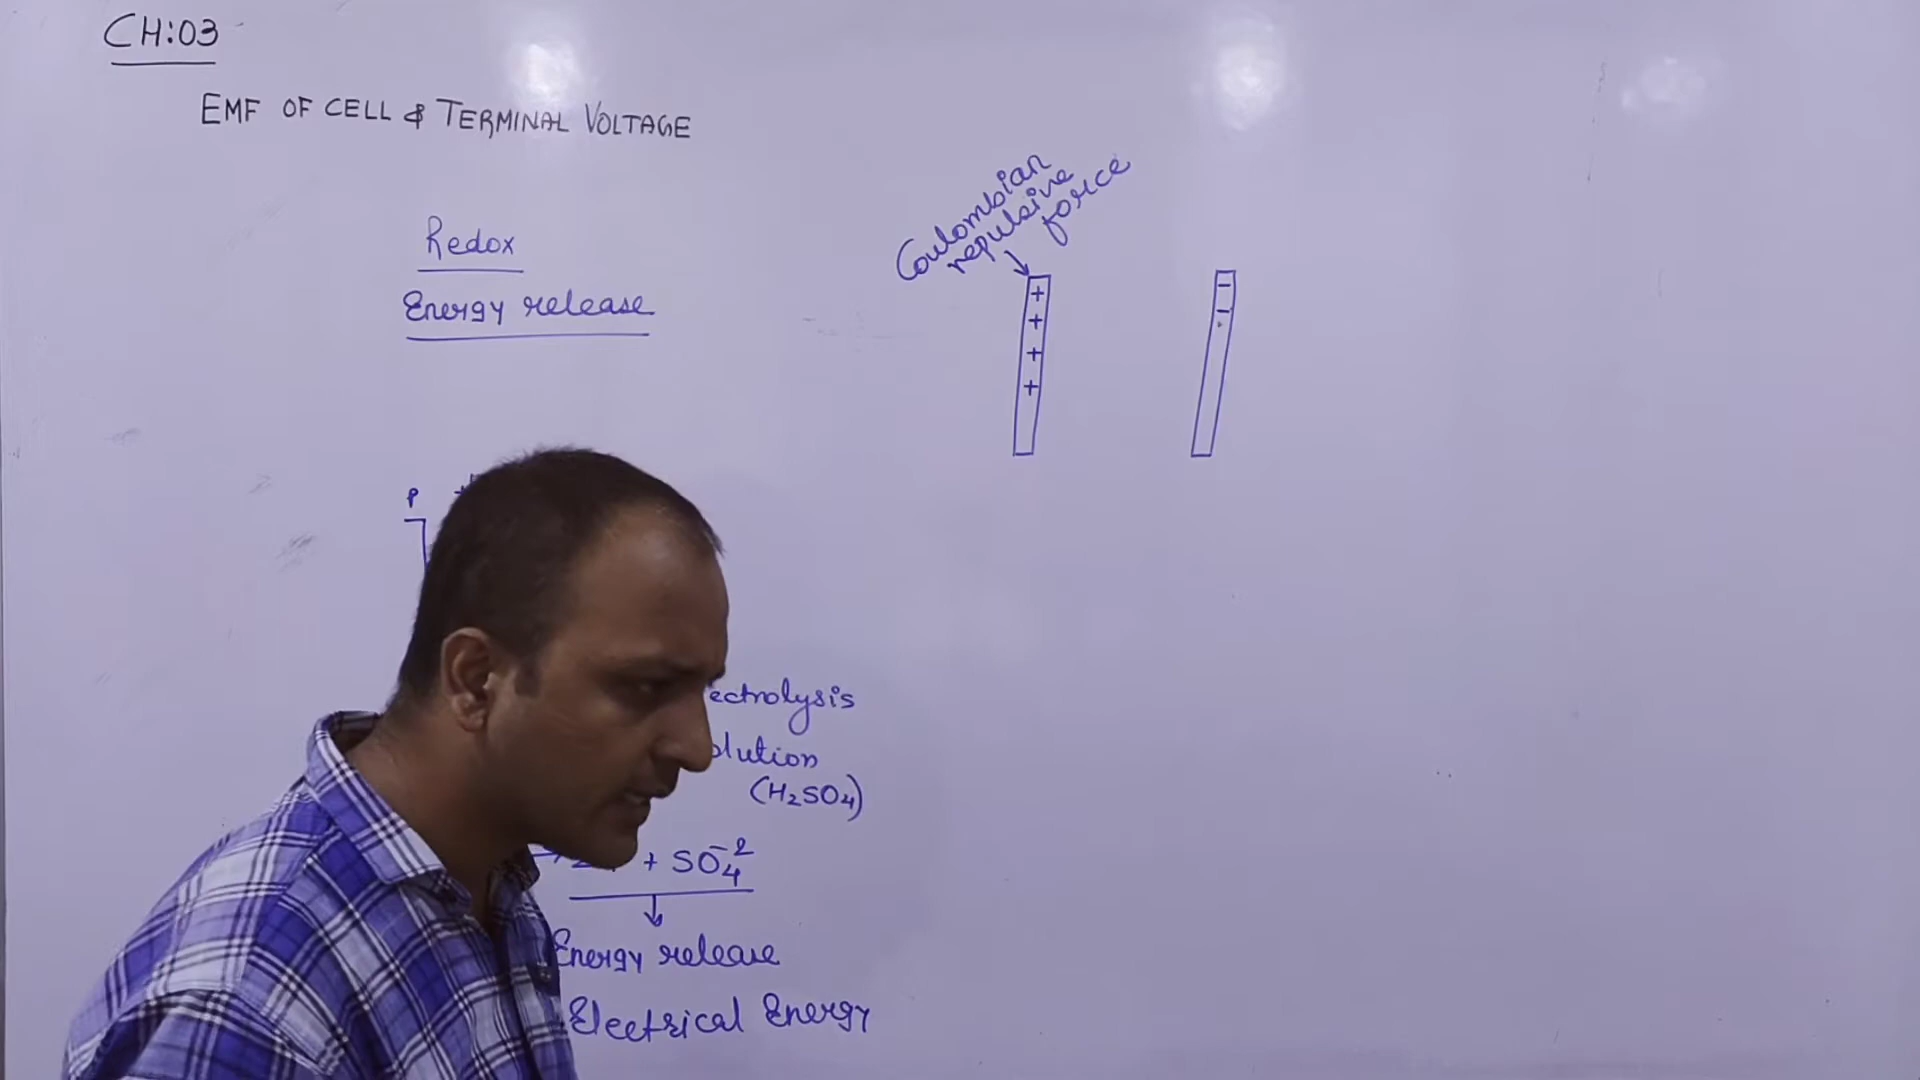 CH:03
EMF OF CELL & TERMINAL VOLTAGE
Redox
Energy release
Coulombian
repulsive
force
+
+
+
+
−
−
P
ectrolysis
olution
(H₂SO₄)
+ SO₄⁻²
Energy release
Electrical Energy